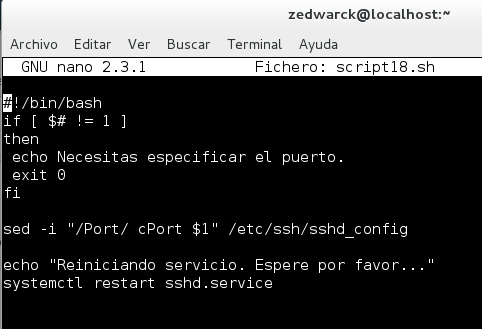 zedwarck@localhost:~
Archivo Editar Ver Buscar Terminal Ayuda
GNU nano 2.3.1 Fichero: script18.sh
#!/bin/bash
if [ $# != 1 ]
then
 echo Necesitas especificar el puerto.
 exit 0
fi
sed -i "/Port/ cPort $1" /etc/ssh/sshd_config
echo "Reiniciando servicio. Espere por favor..."
systemctl restart sshd.service